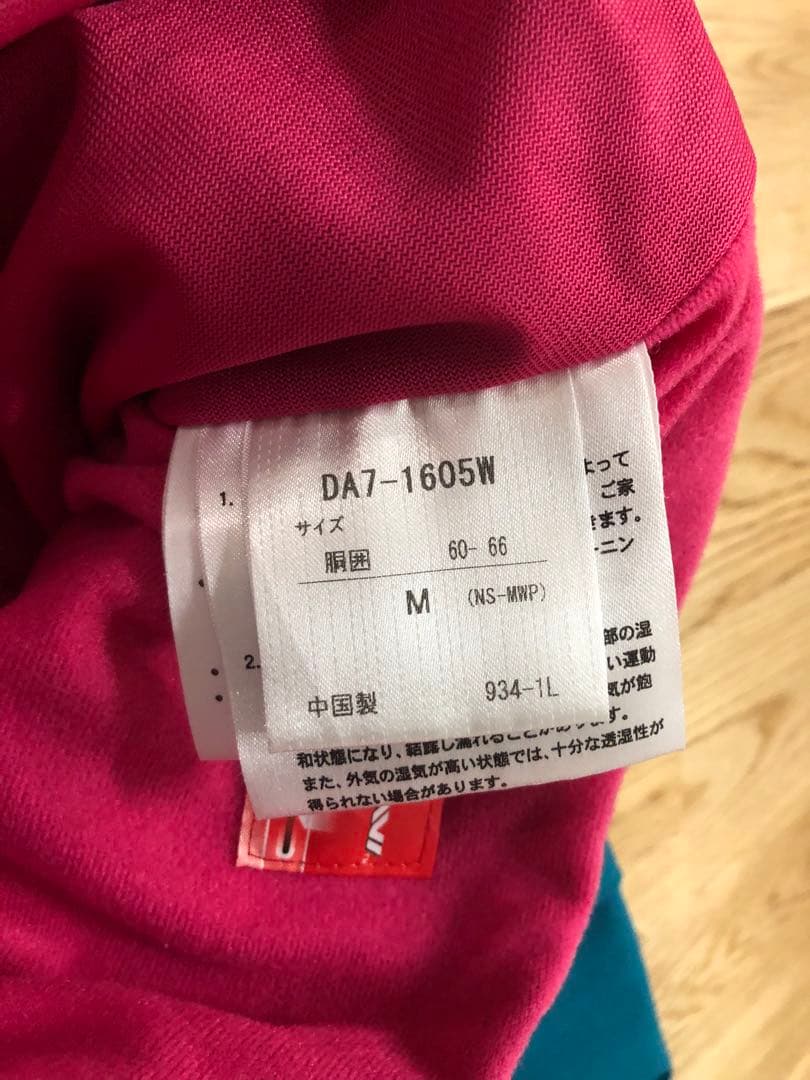 DA7-1605W
サイズ
胴囲 60-66
M (NS-MWP)
中国製 934-1L
1.
よって
ご家
きます。
ーニン
2.
部の湿
い運動
気が飽
和状態になり、結露し濡れることがあります。
また、外気の湿気が高い状態では、十分な透湿性が
得られない場合があります。